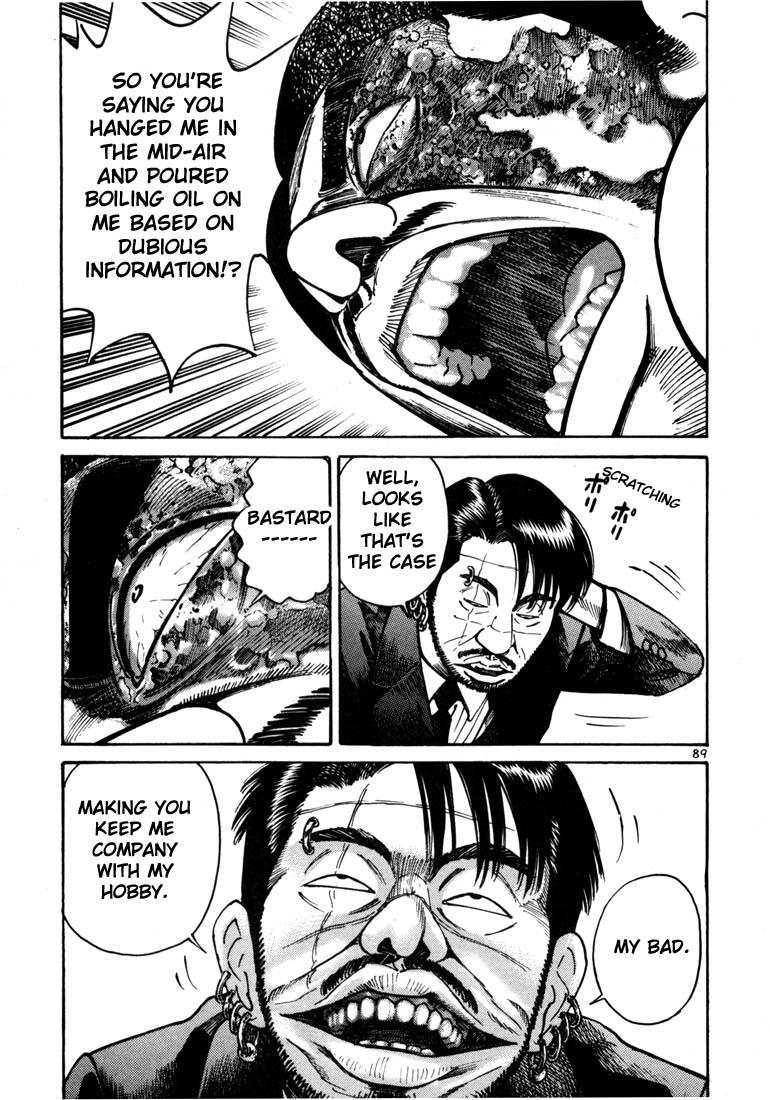 SO YOU'RE
SAYING YOU
HANGED ME IN
THE MID-AIR
AND POURED
BOILING OIL ON
ME BASED ON
DUBIOUS
INFORMATION!?
WELL,
LOOKS
LIKE
THAT'S
THE CASE
SCRATCHING
ポリ
ポリ
BASTARD
------
89
MAKING YOU
KEEP ME
COMPANY
WITH MY
HOBBY.
MY BAD.